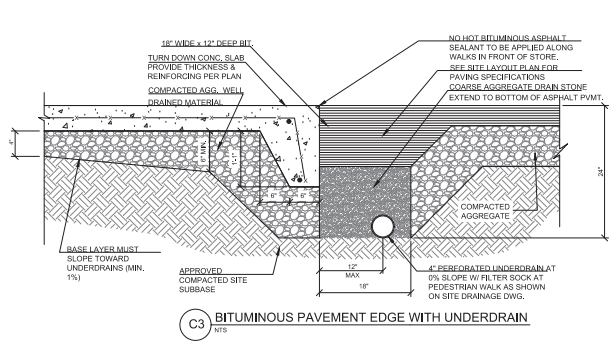 18" WIDE x 12" DEEP BIT.
TURN DOWN CONC. SLAB
PROVIDE THICKNESS &
REINFORCING PER PLAN
COMPACTED AGG. WELL
DRAINED MATERIAL
NO HOT BITUMINOUS ASPHALT
SEALANT TO BE APPLIED ALONG
WALKS IN FRONT OF STORE.
SEE SITE LAYOUT PLAN FOR
PAVING SPECIFICATIONS
COARSE AGGREGATE DRAIN STONE
EXTEND TO BOTTOM OF ASPHALT PVMT.
4"
6" MIN.
1'-1"
6"
6"
24"
COMPACTED
AGGREGATE
BASE LAYER MUST
SLOPE TOWARD
UNDERDRAINS (MIN.
1%)
APPROVED
COMPACTED SITE
SUBBASE
12"
MAX
18"
4" PERFORATED UNDERDRAIN AT
0% SLOPE W/ FILTER SOCK AT
PEDESTRIAN WALK AS SHOWN
ON SITE DRAINAGE DWG.
C3
BITUMINOUS PAVEMENT EDGE WITH UNDERDRAIN
NTS